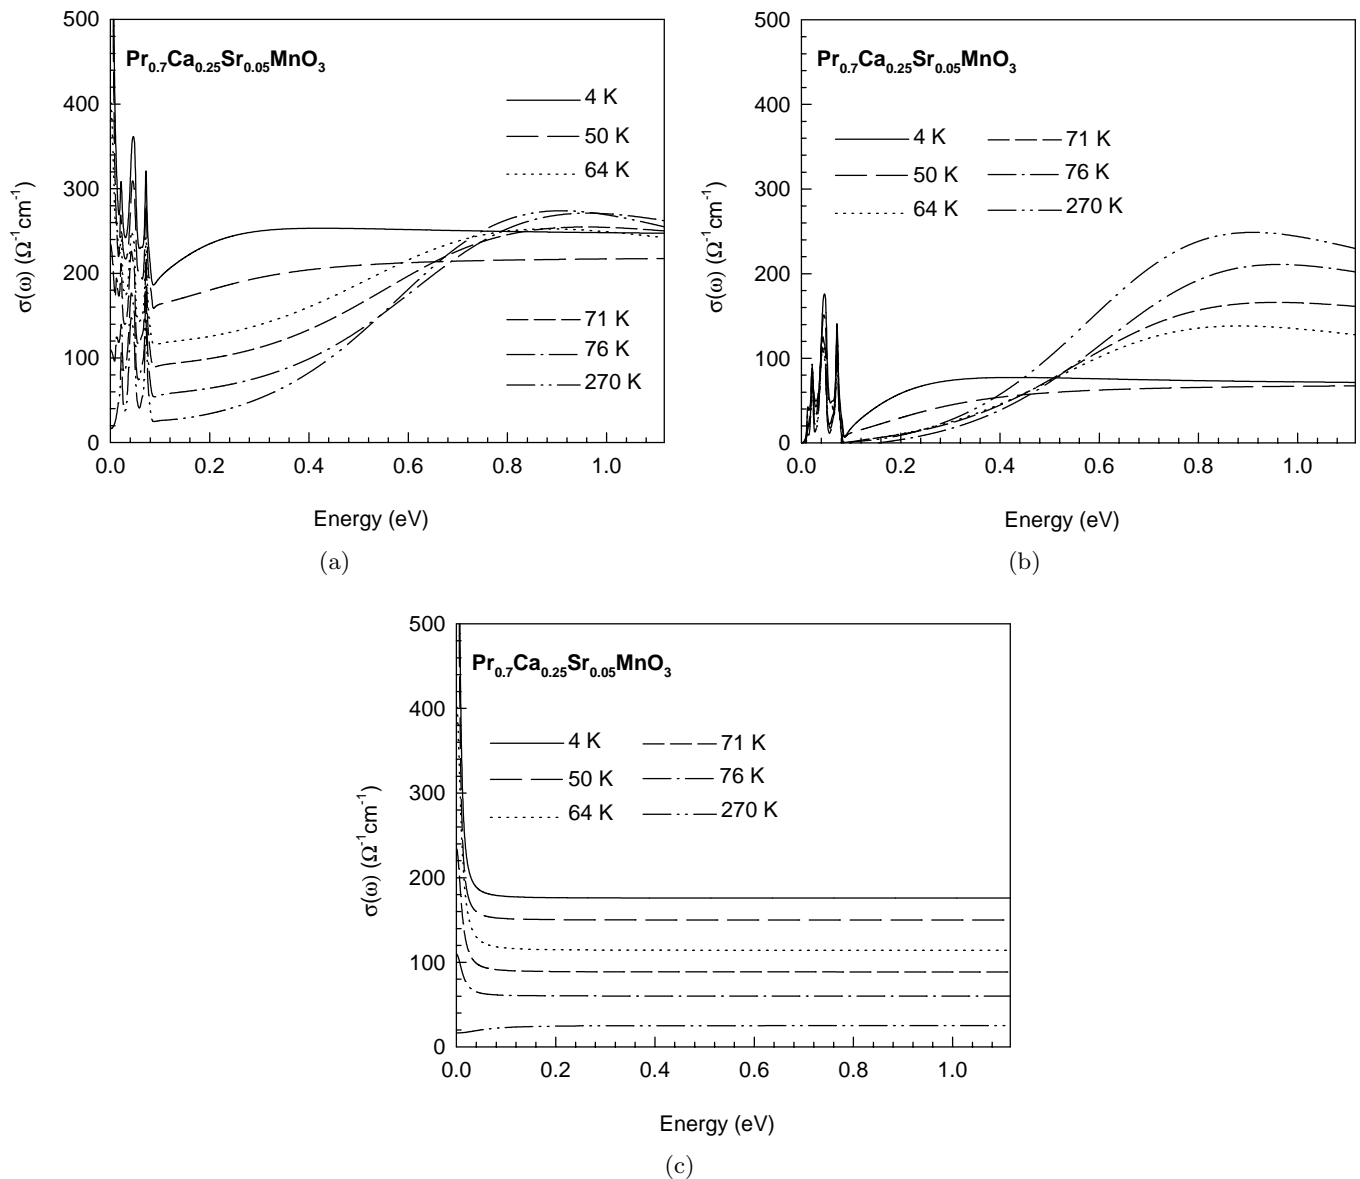 500
400
300
200
100
0
σ(ω) (Ω⁻¹cm⁻¹)
Pr₀.₇Ca₀.₂₅Sr₀.₀₅MnO₃
4 K
50 K
64 K
71 K
76 K
270 K
0.0 0.2 0.4 0.6 0.8 1.0
Energy (eV)
(a)
500
400
300
200
100
0
σ(ω) (Ω⁻¹cm⁻¹)
Pr₀.₇Ca₀.₂₅Sr₀.₀₅MnO₃
4 K 71 K
50 K 76 K
64 K 270 K
0.0 0.2 0.4 0.6 0.8 1.0
Energy (eV)
(b)
500
400
300
200
100
0
σ(ω) (Ω⁻¹cm⁻¹)
Pr₀.₇Ca₀.₂₅Sr₀.₀₅MnO₃
4 K 71 K
50 K 76 K
64 K 270 K
0.0 0.2 0.4 0.6 0.8 1.0
Energy (eV)
(c)